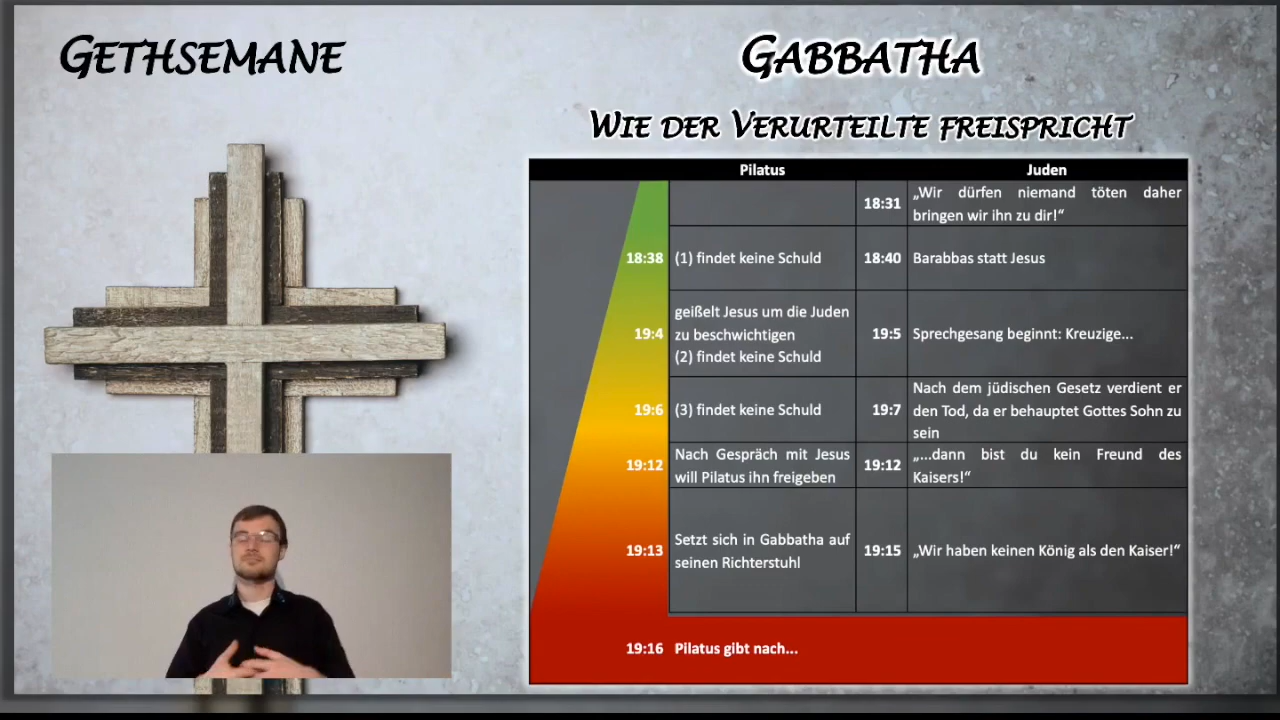 GETHSEMANE
GABBATHA
WIE DER VERURTEILTE FREISPRICHT
Pilatus Juden
18:31 „Wir dürfen niemand töten daher
bringen wir ihn zu dir!“
18:38 (1) findet keine Schuld 18:40 Barabbas statt Jesus
geißelt Jesus um die Juden
19:4 zu beschwichtigen 19:5 Sprechgesang beginnt: Kreuzige...
(2) findet keine Schuld
Nach dem jüdischen Gesetz verdient er
19:6 (3) findet keine Schuld 19:7 den Tod, da er behauptet Gottes Sohn zu
sein
19:12 Nach Gespräch mit Jesus
will Pilatus ihn freigeben
19:12 „...dann bist du kein Freund des
Kaisers!“
19:13 Setzt sich in Gabbatha auf
seinen Richterstuhl
19:15 „Wir haben keinen König als den Kaiser!“
19:16 Pilatus gibt nach...